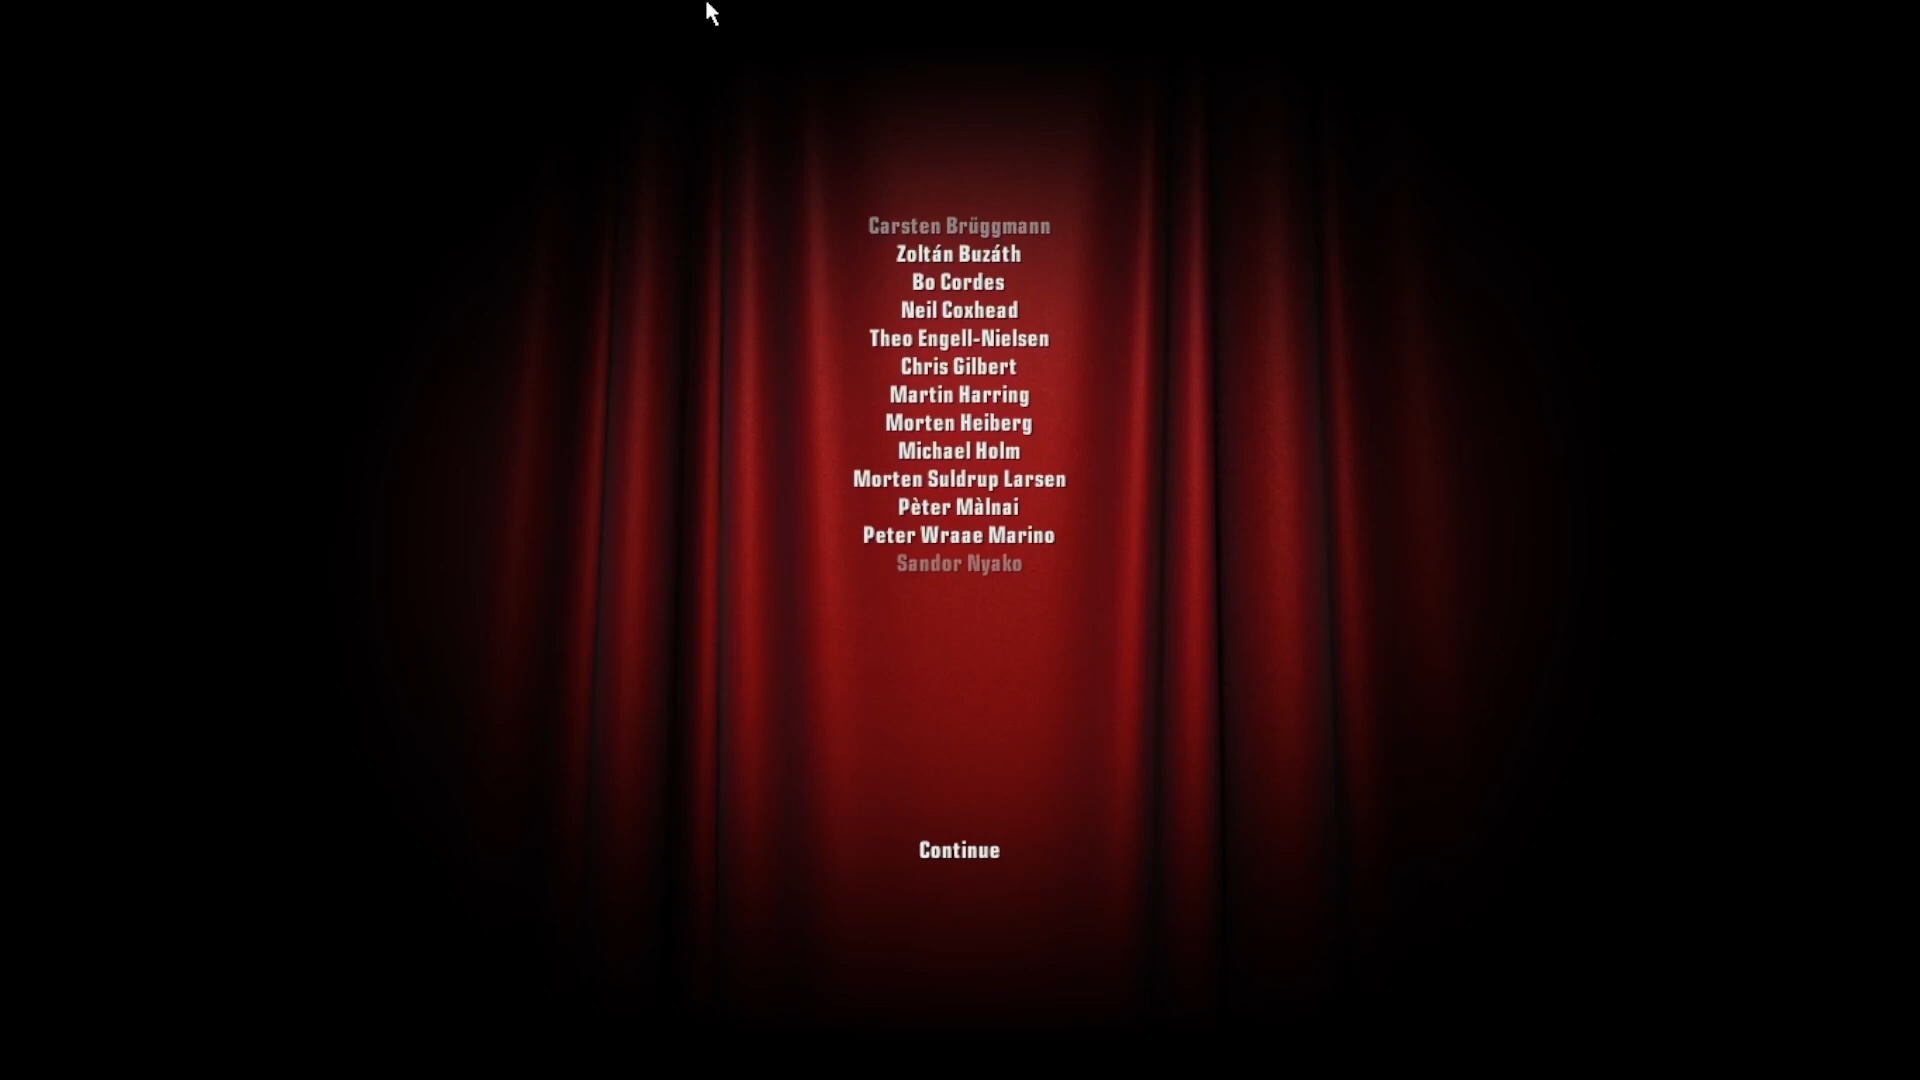 Carsten Brüggmann
Zoltán Buzáth
Bo Cordes
Neil Coxhead
Theo Engell-Nielsen
Chris Gilbert
Martin Harring
Morten Heiberg
Michael Holm
Morten Suldrup Larsen
Pèter Màlnai
Peter Wraae Marino
Sandor Nyako
Continue